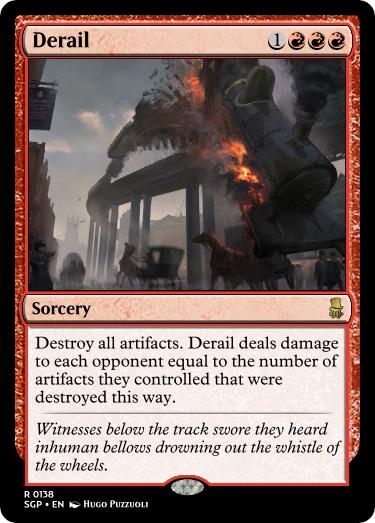 Derail 1
Sorcery
Destroy all artifacts. Derail deals damage
to each opponent equal to the number of
artifacts they controlled that were
destroyed this way.
Witnesses below the track swore they heard
inhuman bellows drowning out the whistle of
the wheels.
R 0138
SGP • EN Hugo Puzzuoli